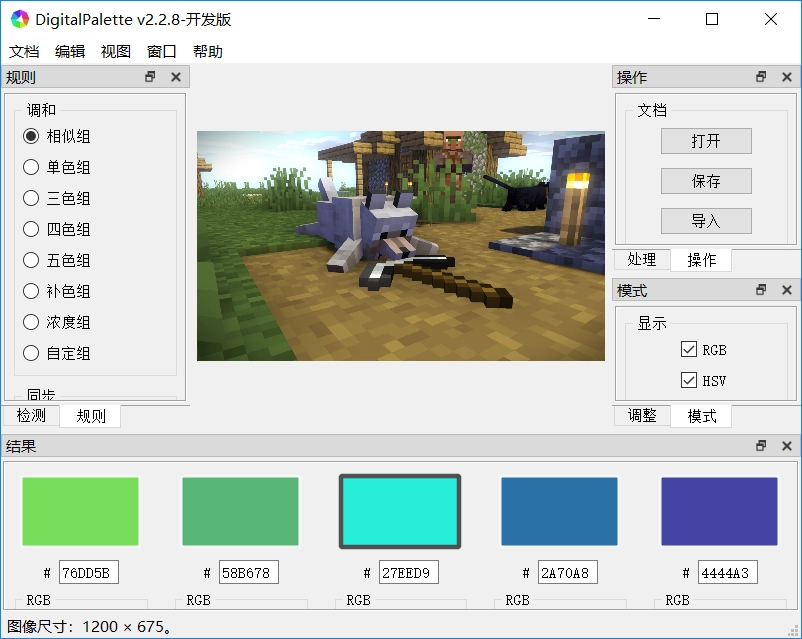 DigitalPalette v2.2.8-开发版
文档 编辑 视图 窗口 帮助
规则
调和
相似组
单色组
三色组
四色组
五色组
补色组
浓度组
自定组
同步
检测 规则
操作
文档
打开
保存
导入
处理 操作
模式
显示
RGB
HSV
调整 模式
结果
# 76DD5B # 58B678 # 27EED9 # 2A70A8 # 4444A3
RGB RGB RGB RGB RGB
图像尺寸：1200 × 675。